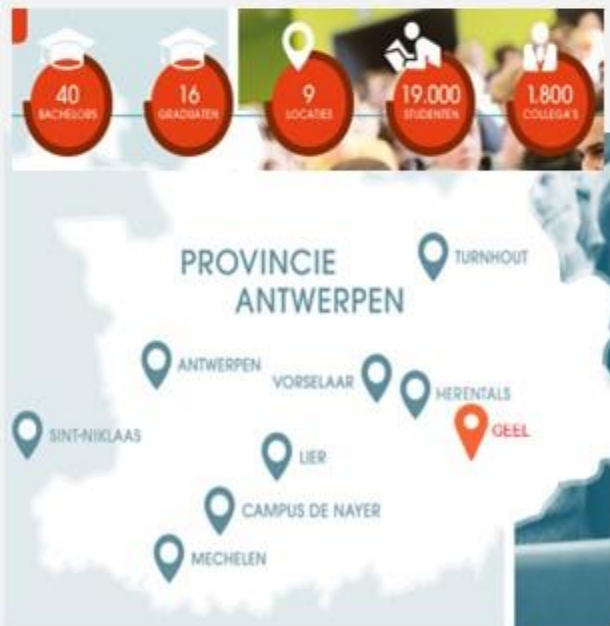 40
BACHELORS
16
GRADUATEN
9
LOCATIES
19.000
STUDENTEN
1.800
COLLEGA'S
PROVINCIE
ANTWERPEN
TURNHOUT
ANTWERPEN
VORSELAAR
HERENTALS
SINT-NIKLAAS
GEEL
LIER
CAMPUS DE NAYER
MECHELEN